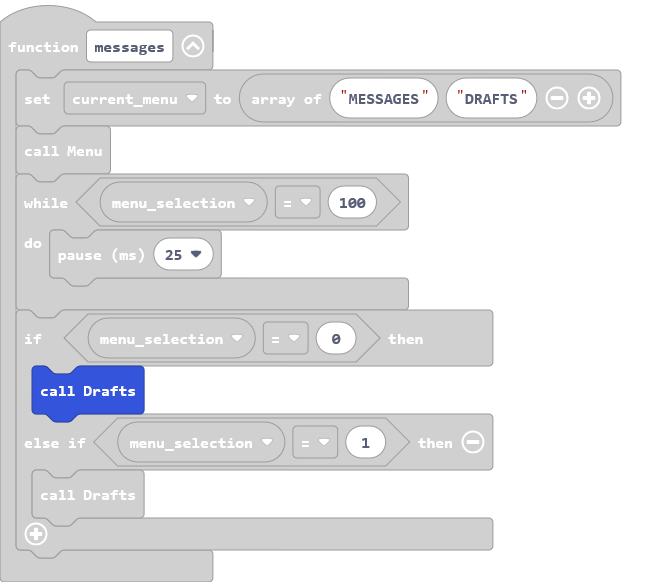 function messages
set current_menu to array of "MESSAGES" "DRAFTS"
call Menu
while menu_selection = 100
do pause (ms) 25
if menu_selection = 0 then
call Drafts
else if menu_selection = 1 then
call Drafts